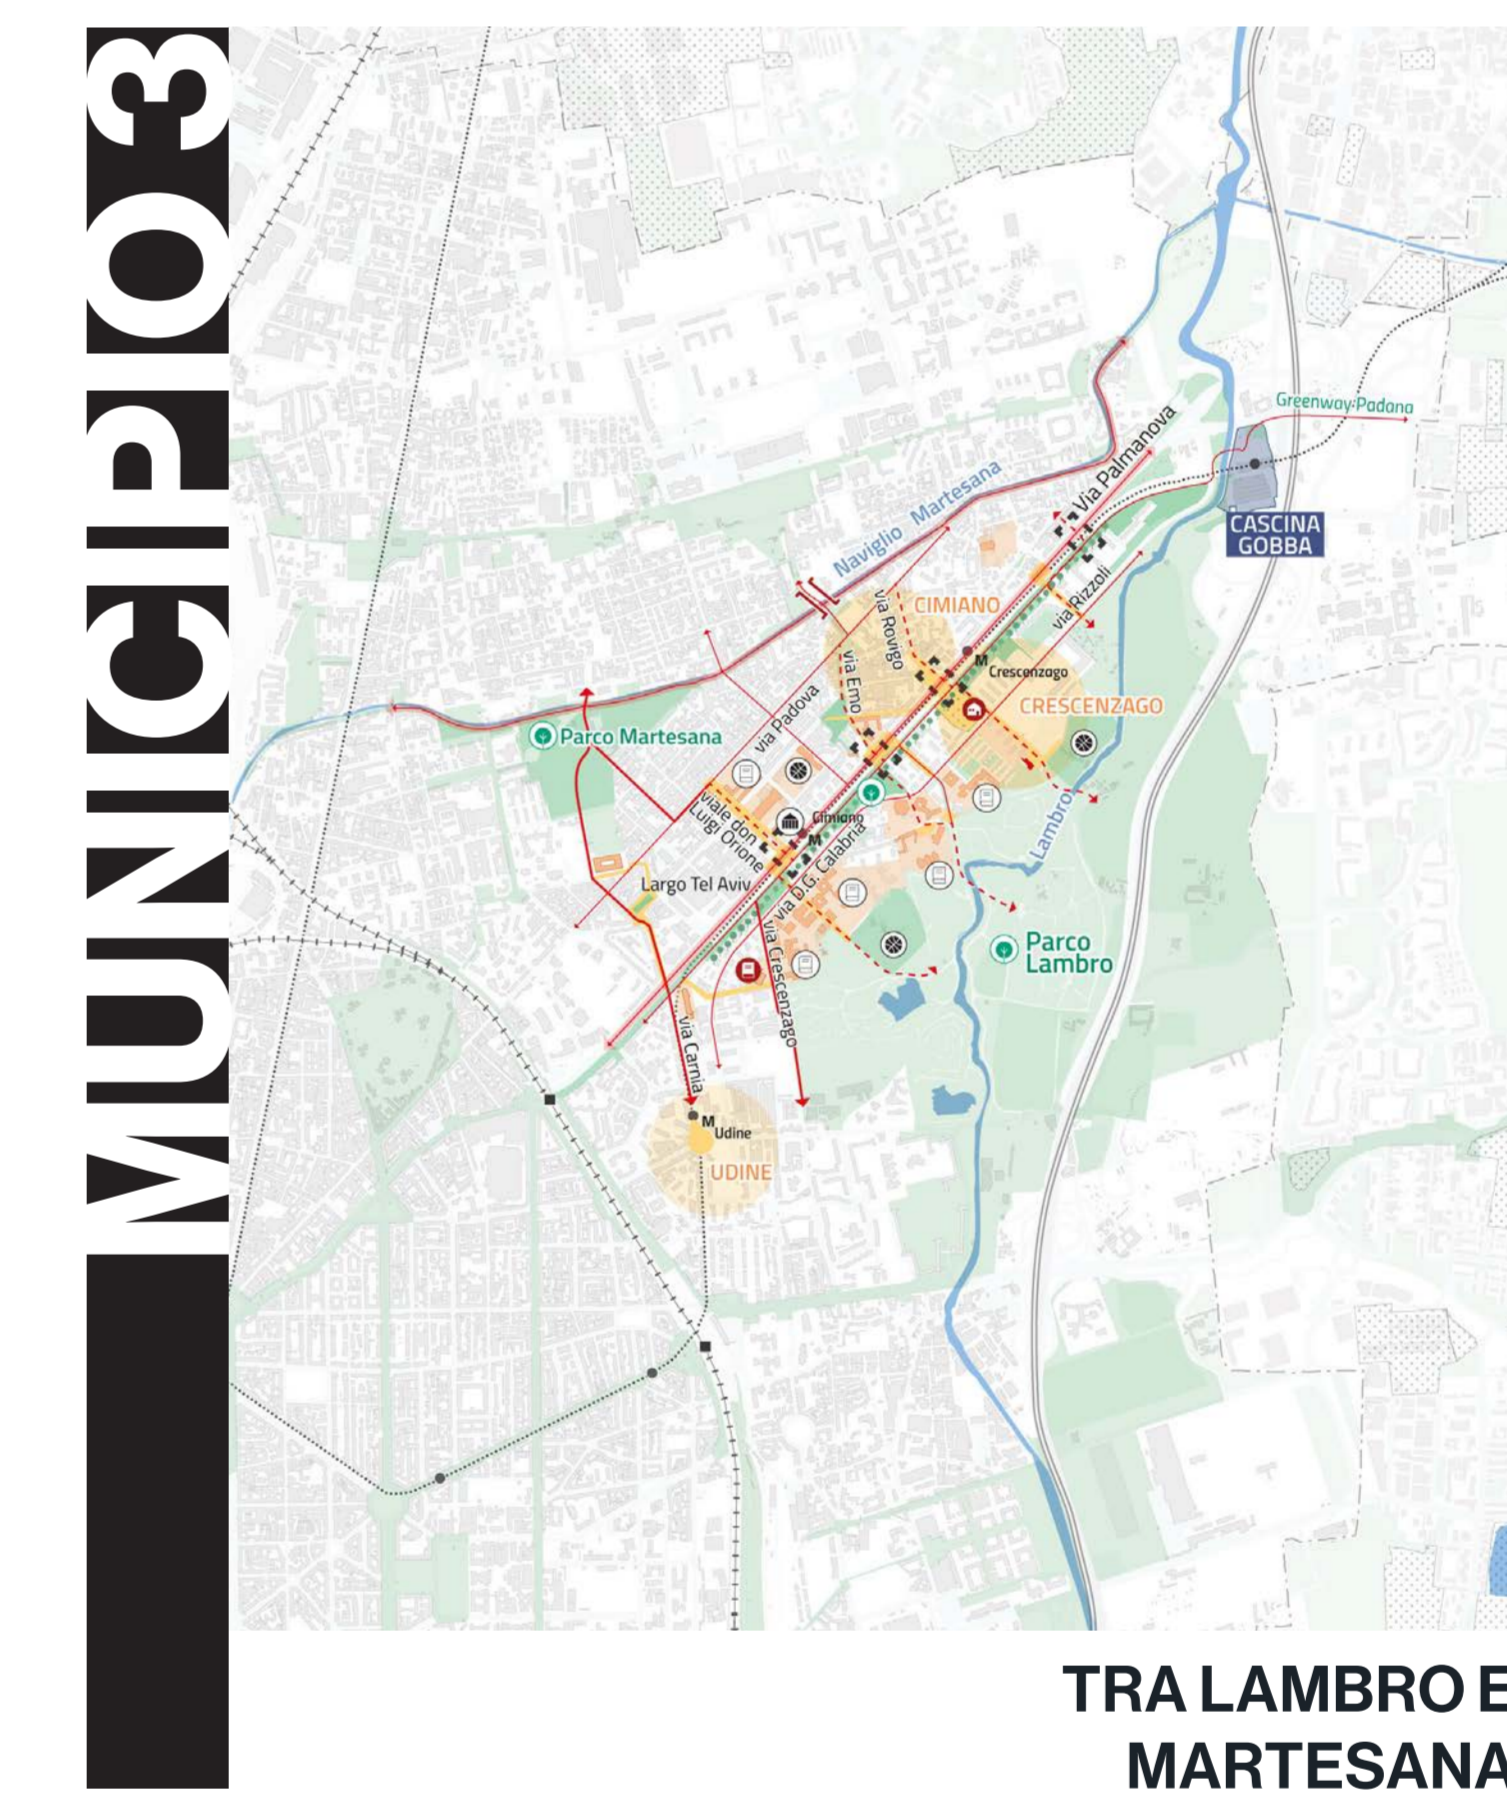 MUNICIPIO 3
Greenway Padana
Via Palmanova
Naviglio Martesana
CASCINA
GOBBA
via Rizzoli
via Rovigo
CIMIANO
via Emo
M
Crescenzago
CRESCENZAGO
via Padova
Parco Martesana
viale don
Luigi Orione
Cimiano
M
Lambro
via D.G. Calabria
Largo Tel Aviv
via Crescenzago
Parco
Lambro
via Carnia
M
Udine
UDINE
TRA LAMBRO E
MARTESANA